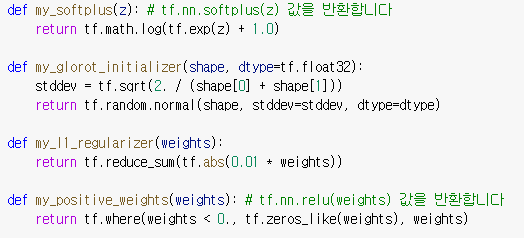 def my_softplus(z): # tf.nn.softplus(z) 값을 반환합니다
    return tf.math.log(tf.exp(z) + 1.0)

def my_glorot_initializer(shape, dtype=tf.float32):
    stddev = tf.sqrt(2. / (shape[0] + shape[1]))
    return tf.random.normal(shape, stddev=stddev, dtype=dtype)

def my_l1_regularizer(weights):
    return tf.reduce_sum(tf.abs(0.01 * weights))

def my_positive_weights(weights): # tf.nn.relu(weights) 값을 반환합니다
    return tf.where(weights < 0., tf.zeros_like(weights), weights)